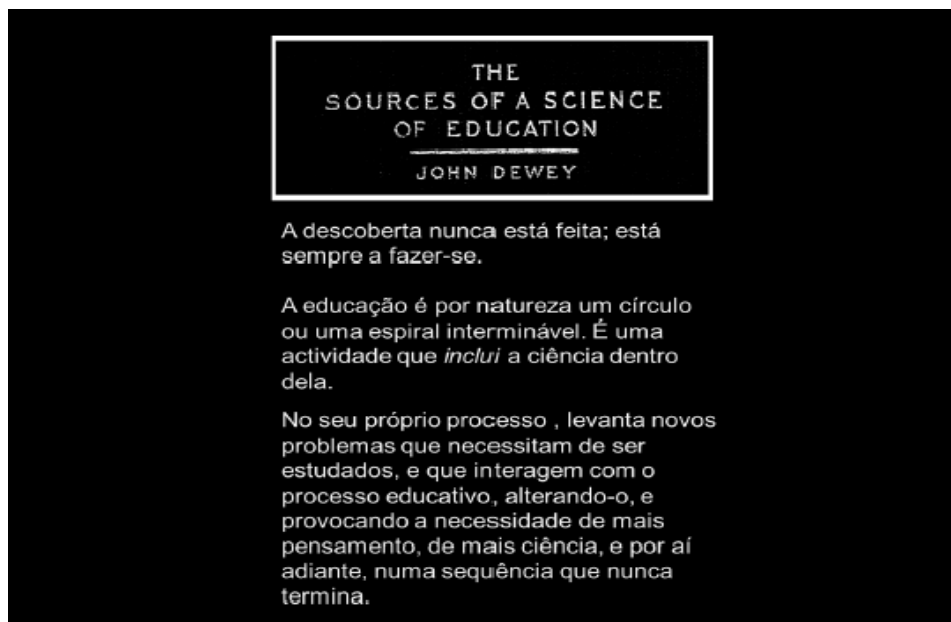 THE
SOURCES OF A SCIENCE
OF EDUCATION
JOHN DEWEY
A descoberta nunca está feita; está
sempre a fazer-se.
A educação é por natureza um círculo
ou uma espiral interminável. É uma
actividade que inclui a ciência dentro
dela.
No seu próprio processo , levanta novos
problemas que necessitam de ser
estudados, e que interagem com o
processo educativo, alterando-o, e
provocando a necessidade de mais
pensamento, de mais ciência, e por aí
adiante, numa sequência que nunca
termina.